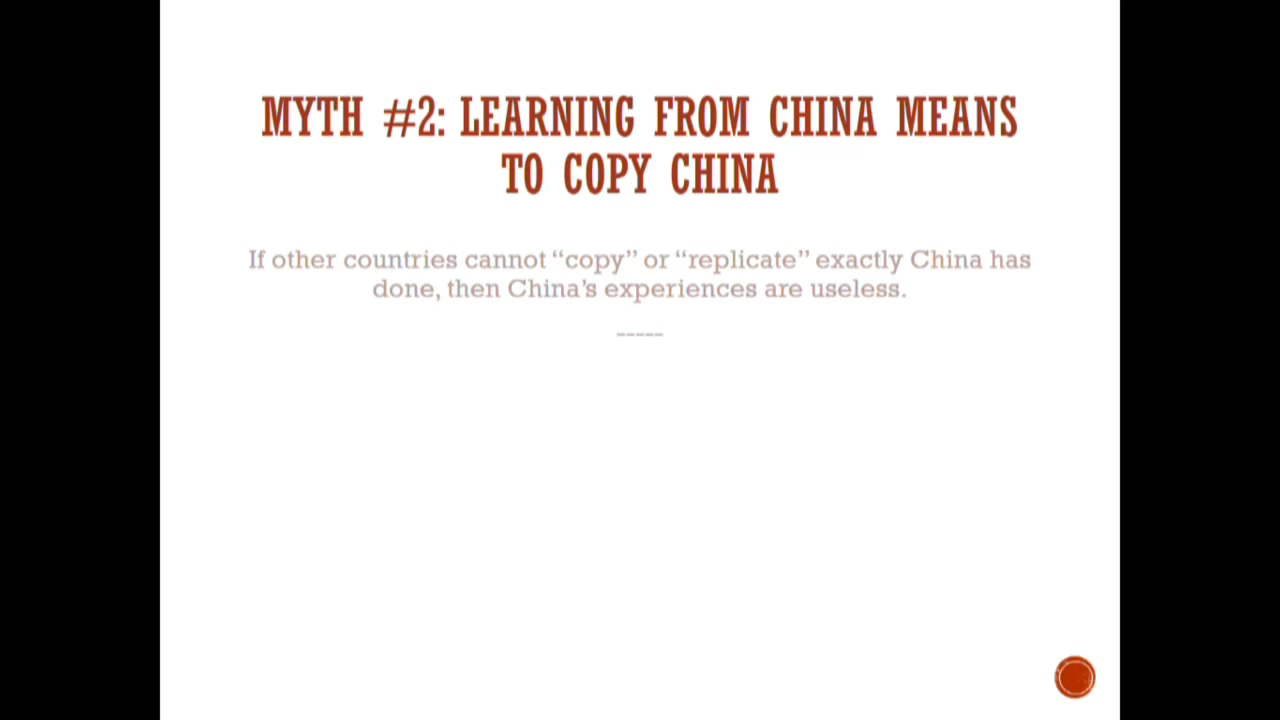 MYTH #2: LEARNING FROM CHINA MEANS
TO COPY CHINA
If other countries cannot “copy” or “replicate” exactly China has
done, then China’s experiences are useless.
-----